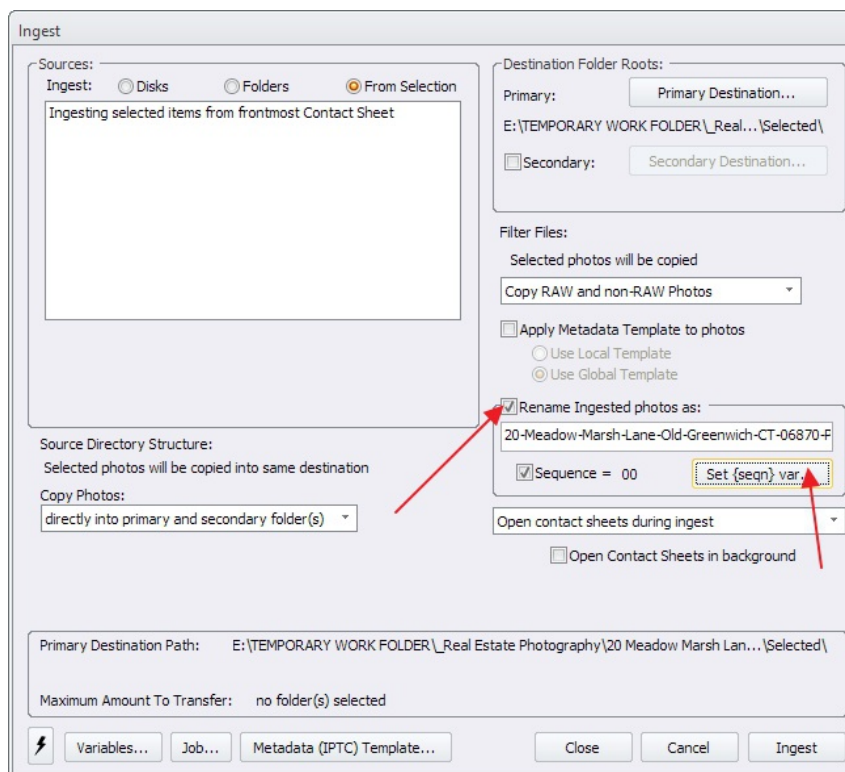 Ingest
Sources:
Ingest: Disks Folders From Selection
Ingesting selected items from frontmost Contact Sheet
Source Directory Structure:
Selected photos will be copied into same destination
Copy Photos:
directly into primary and secondary folder(s)
Destination Folder Roots:
Primary: Primary Destination...
E:\TEMPORARY WORK FOLDER\_Real...\Selected\
Secondary: Secondary Destination...
Filter Files:
Selected photos will be copied
Copy RAW and non-RAW Photos
Apply Metadata Template to photos
Use Local Template
Use Global Template
Rename Ingested photos as:
20-Meadow-Marsh-Lane-Old-Greenwich-CT-06870-F
Sequence = 00 Set {seqn} var...
Open contact sheets during ingest
Open Contact Sheets in background
Primary Destination Path: E:\TEMPORARY WORK FOLDER\_Real Estate Photography\20 Meadow Marsh Lan...\Selected\
Maximum Amount To Transfer: no folder(s) selected
Variables... Job... Metadata (IPTC) Template... Close Cancel Ingest